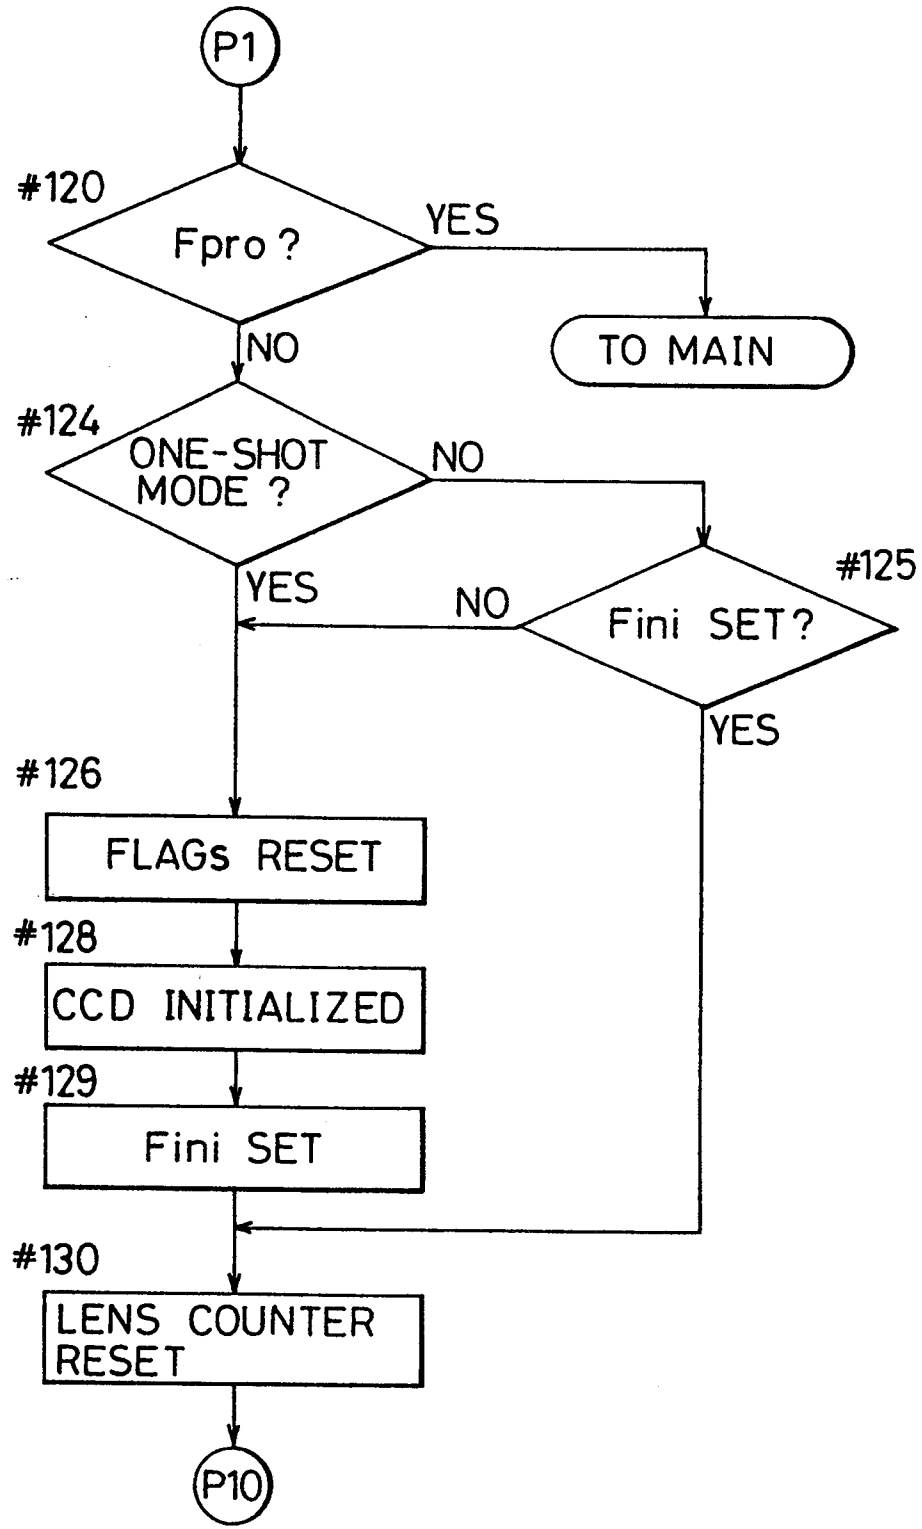 P1
#120
Fpro ?
YES
TO MAIN
NO
#124
ONE-SHOT
MODE ?
NO
#125
YES
NO
Fini SET?
YES
#126
FLAGs RESET
#128
CCD INITIALIZED
#129
Fini SET
#130
LENS COUNTER
RESET
P10